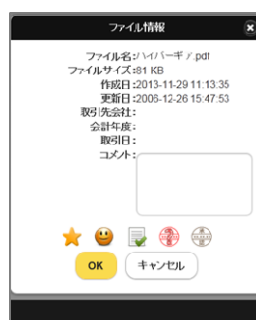 ファイル情報
ファイル名:ハイパーギア.pdf
ファイルサイズ:81 KB
作成日:2013-11-29 11:13:35
更新日:2006-12-26 15:47:53
取引先会社:
会計年度:
取引日:
コメント:
OK
キャンセル